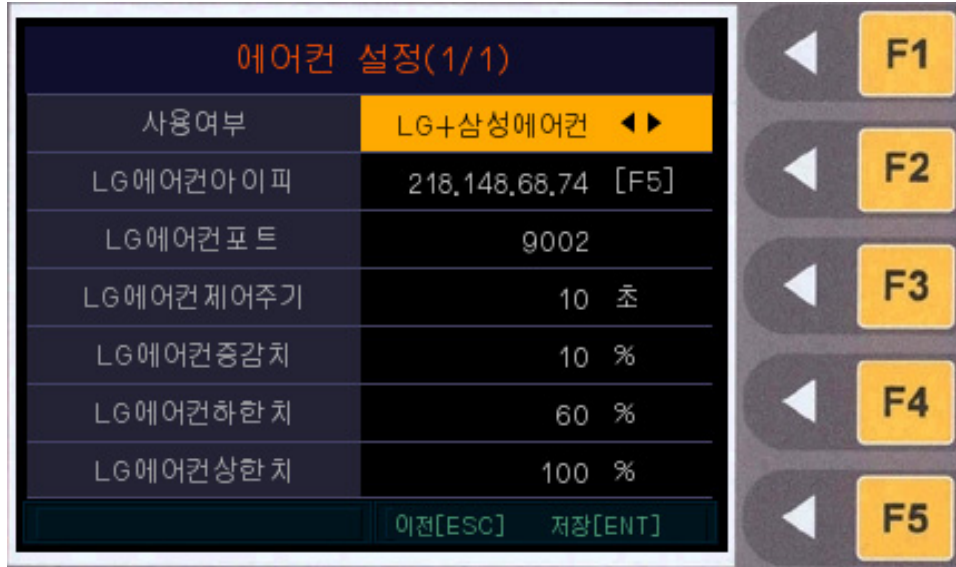 에어컨 설정(1/1)
사용여부 LG+삼성에어컨 ◀▶
LG에어컨아이피 218.148.68.74 [F5]
LG에어컨포트 9002
LG에어컨제어주기 10 초
LG에어컨증감치 10 %
LG에어컨하한치 60 %
LG에어컨상한치 100 %
이전[ESC] 저장[ENT]
F1
F2
F3
F4
F5